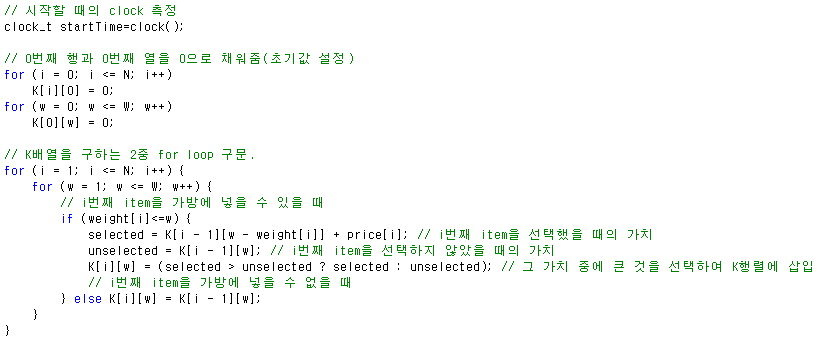 // 시작할 때의 clock 측정
clock_t startTime=clock();

// 0번째 행과 0번째 열을 0으로 채워줌(초기값 설정)
for (i = 0; i <= N; i++)
    K[i][0] = 0;
for (w = 0; w <= W; w++)
    K[0][w] = 0;

// K배열을 구하는 2중 for loop 구문.
for (i = 1; i <= N; i++) {
    for (w = 1; w <= W; w++) {
        // i번째 item을 가방에 넣을 수 있을 때
        if (weight[i]<=w) {
            selected = K[i - 1][w - weight[i]] + price[i]; // i번째 item을 선택했을 때의 가치
            unselected = K[i - 1][w]; // i번째 item을 선택하지 않았을 때의 가치
            K[i][w] = (selected > unselected ? selected : unselected); // 그 가치 중에 큰 것을 선택하여 K행렬에 삽입
            // i번째 item을 가방에 넣을 수 없을 때
        } else K[i][w] = K[i - 1][w];
    }
}